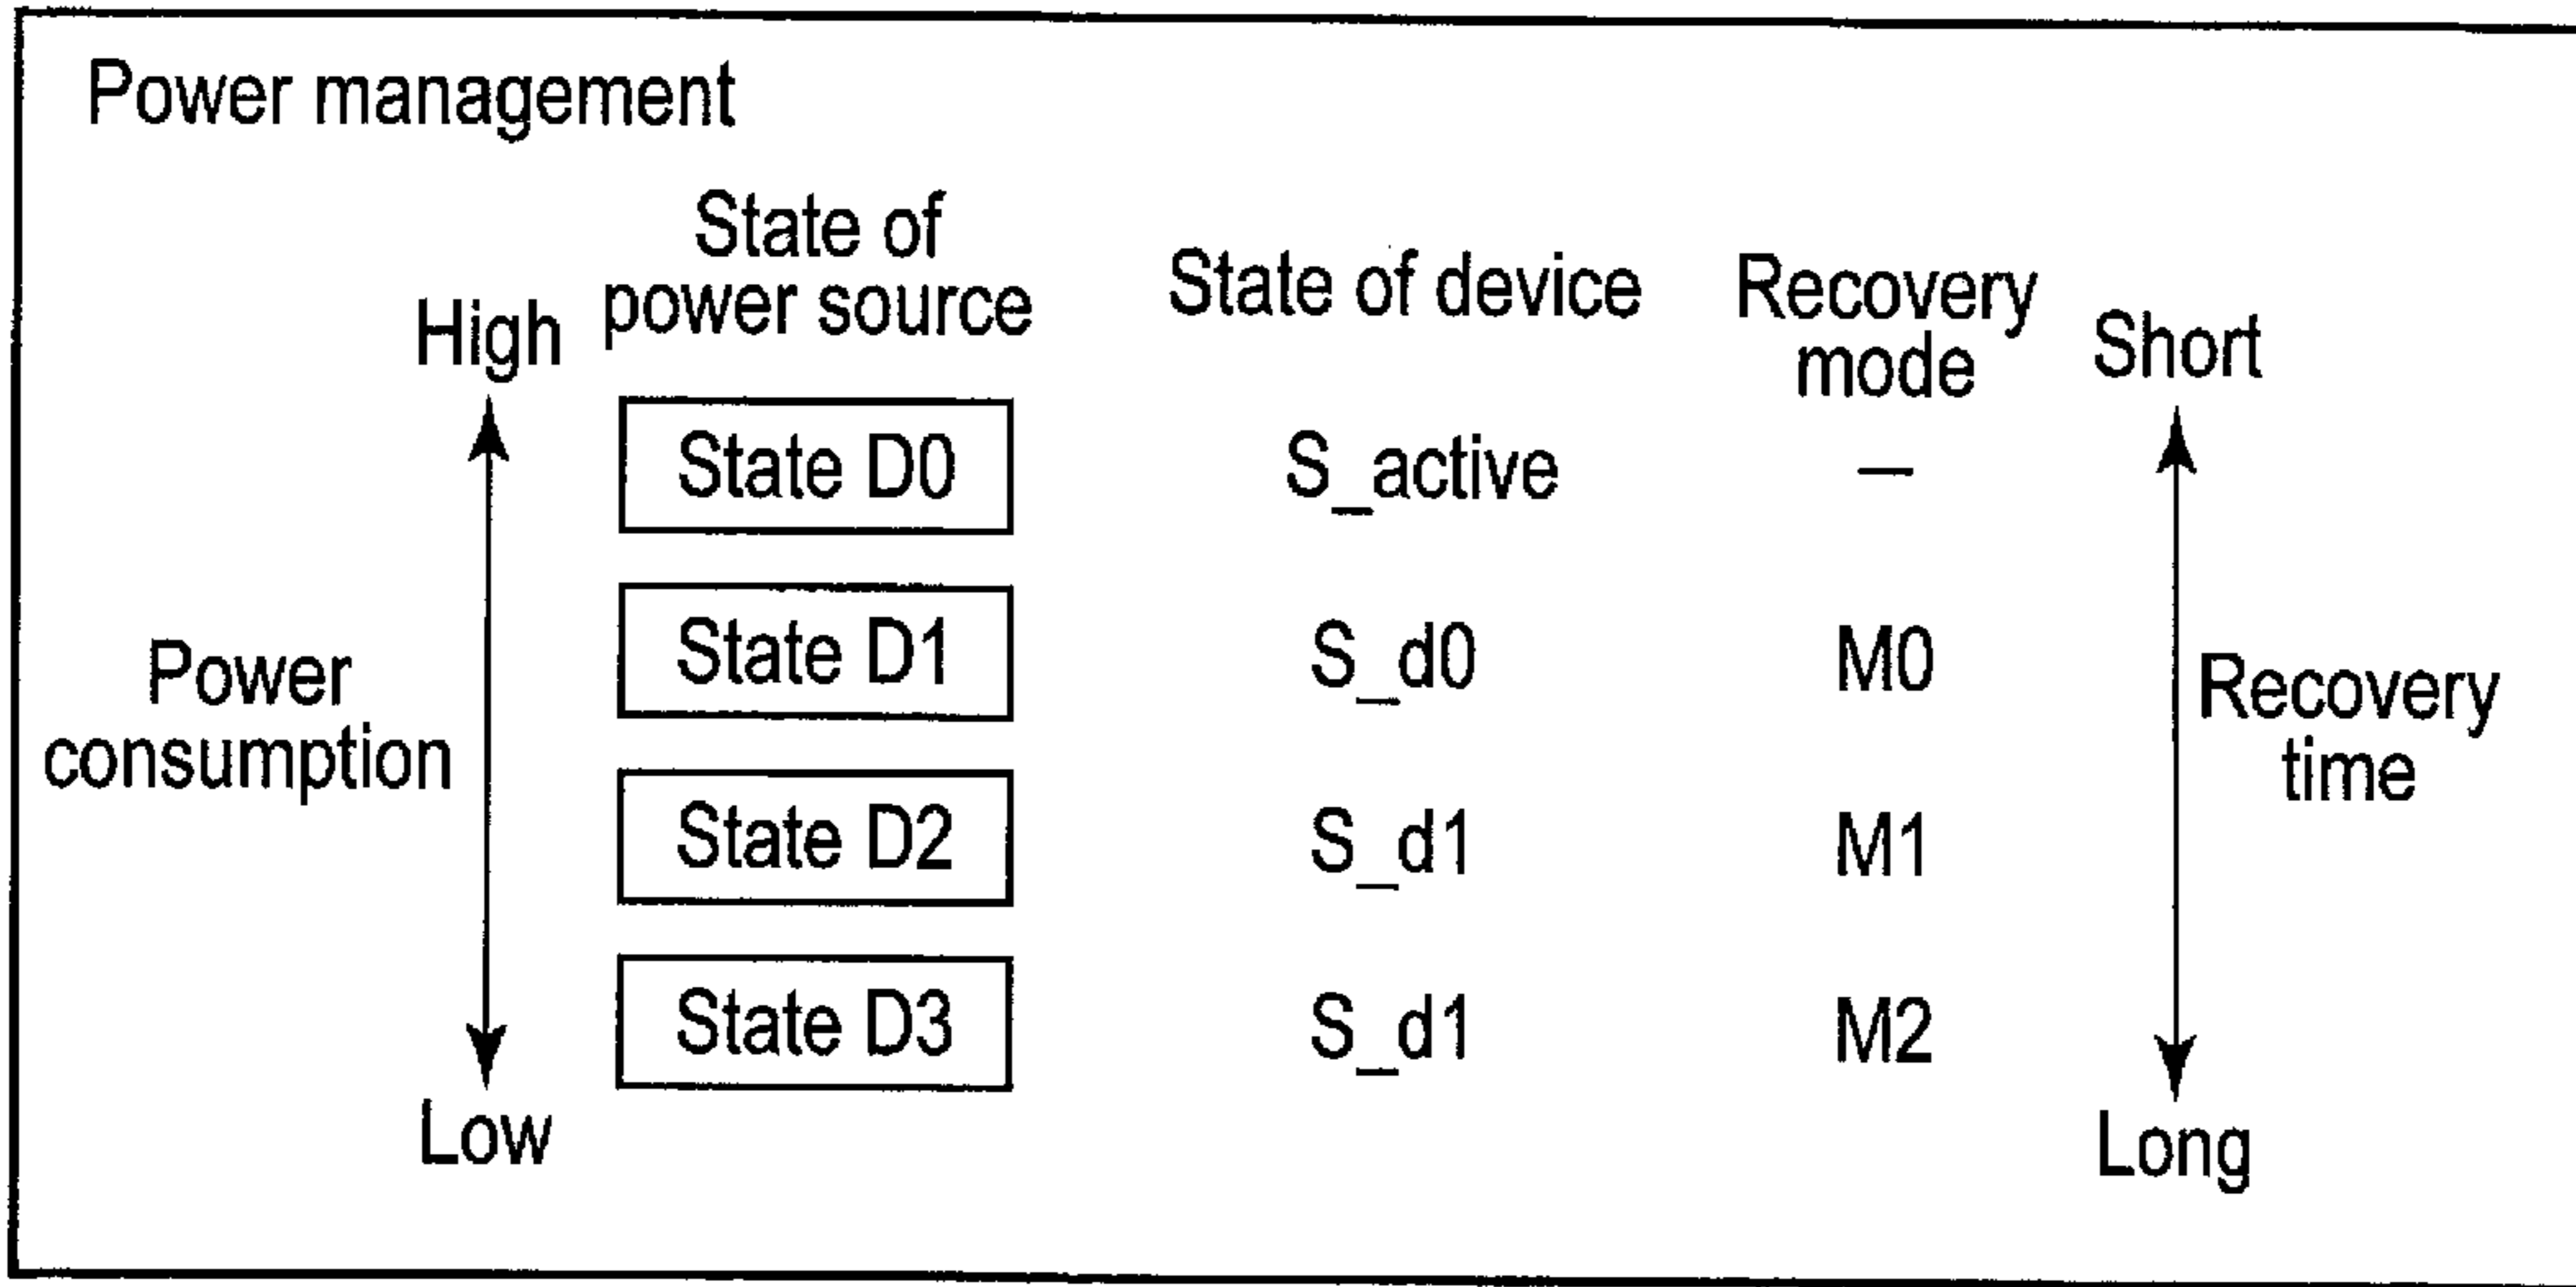 Power management
State of
power source
State of device
Recovery
mode
High
Short
State D0
S_active
—
State D1
S_d0
M0
Power
consumption
Recovery
time
State D2
S_d1
M1
State D3
S_d1
M2
Low
Long